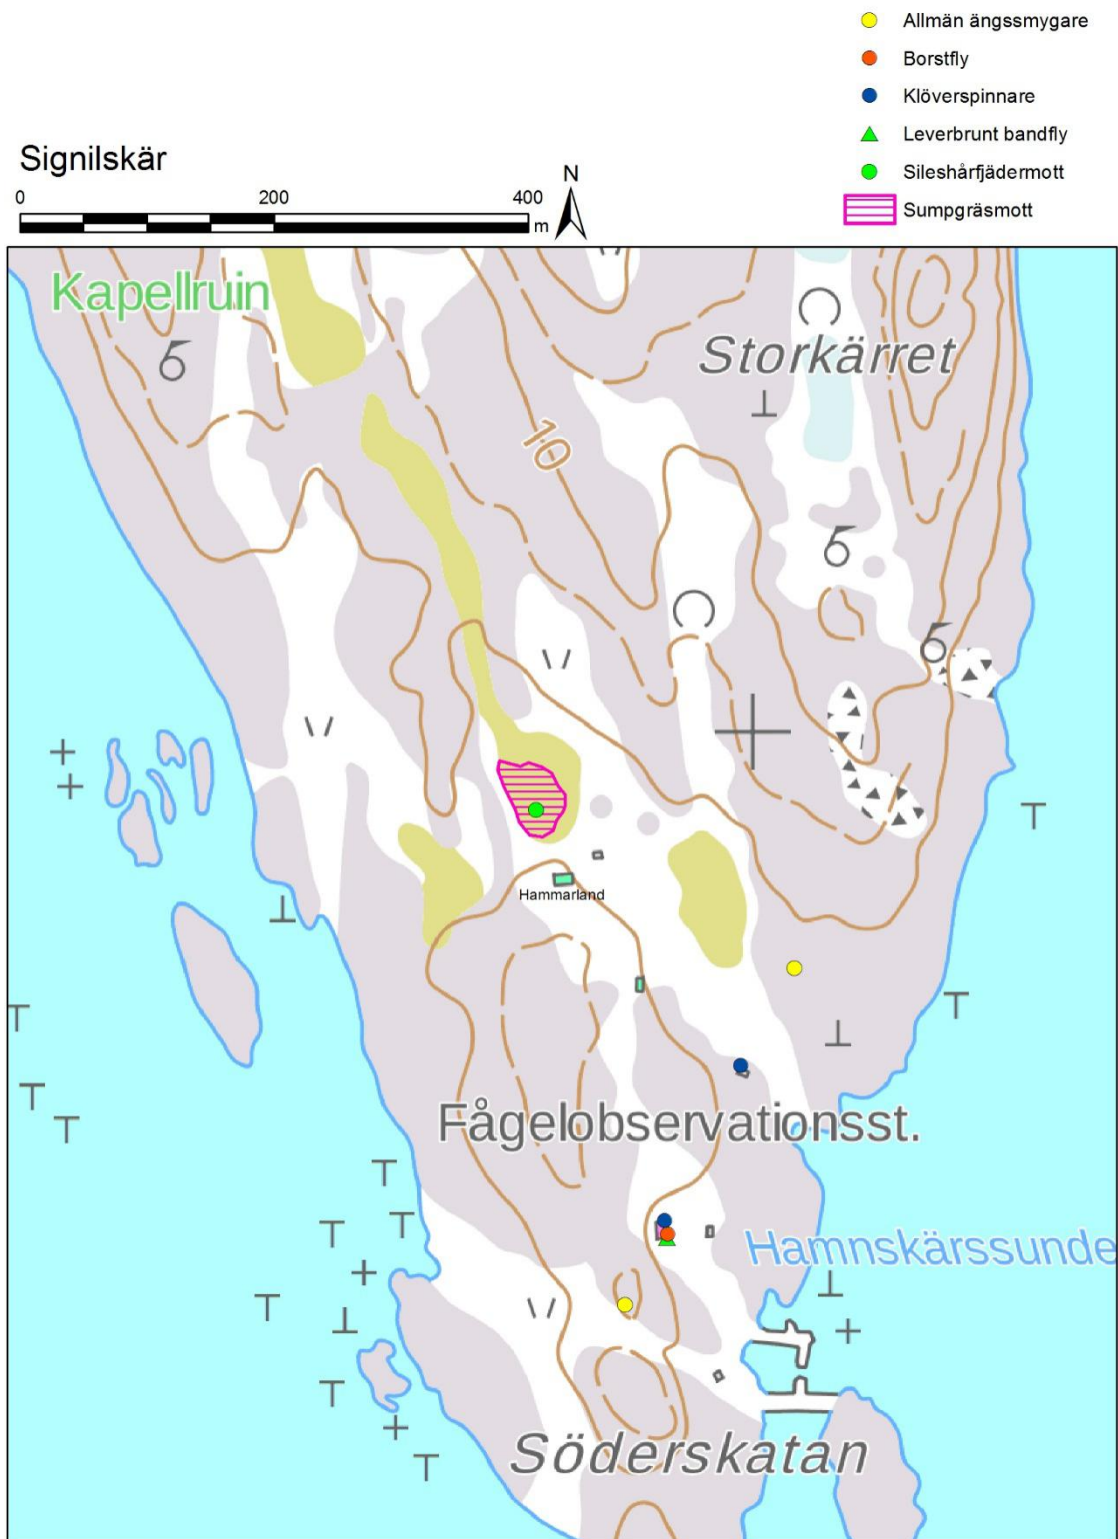 Allmän ängssmygare
Borstfly
Klöverspinnare
Leverbrunt bandfly
Sileshårfjädermott
Sumpgräsmott
Signilskär
0 200 400
m
N
Kapellruin
Storkärret
10
Hammarland
Fågelobservationsst.
Hamnskärssunde
Söderskatan